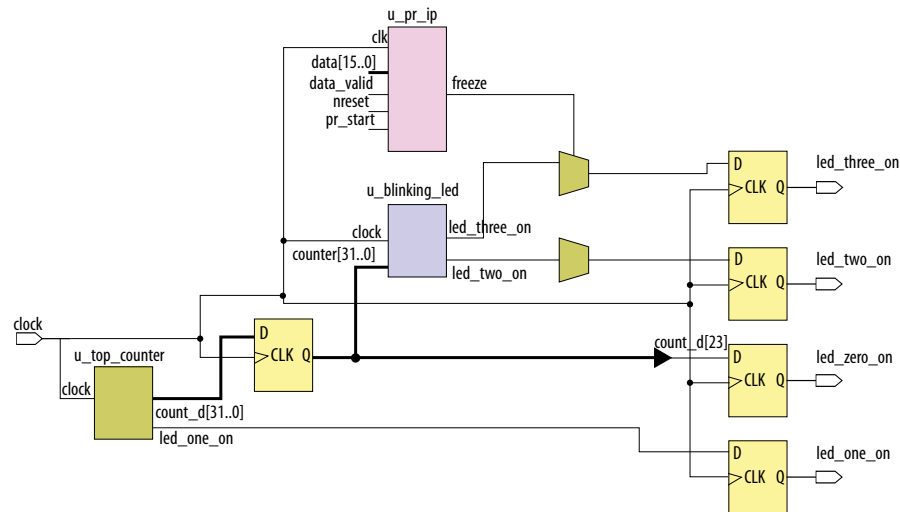 u_pr_ip
clk
data[15..0]
data_valid
nreset
pr_start
freeze
u_blinking_led
clock
counter[31..0]
led_three_on
led_two_on
D
CLK Q
led_three_on
D
CLK Q
led_two_on
clock
D
CLK Q
u_top_counter
clock
count_d[31..0]
led_one_on
count_d[23]
D
CLK Q
led_zero_on
D
CLK Q
led_one_on